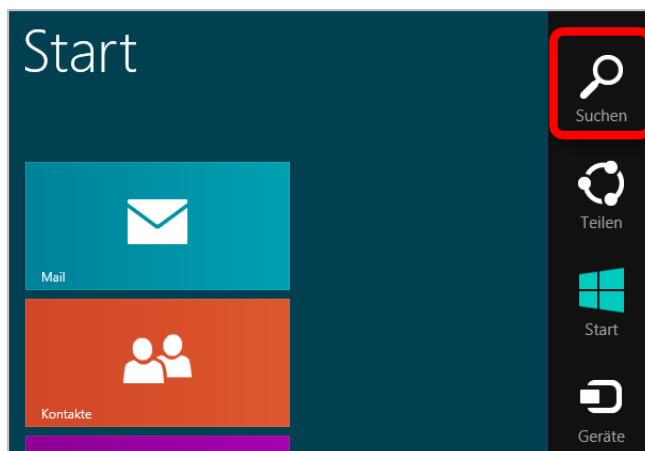 Start
Suchen
Teilen
Mail
Start
Kontakte
Geräte